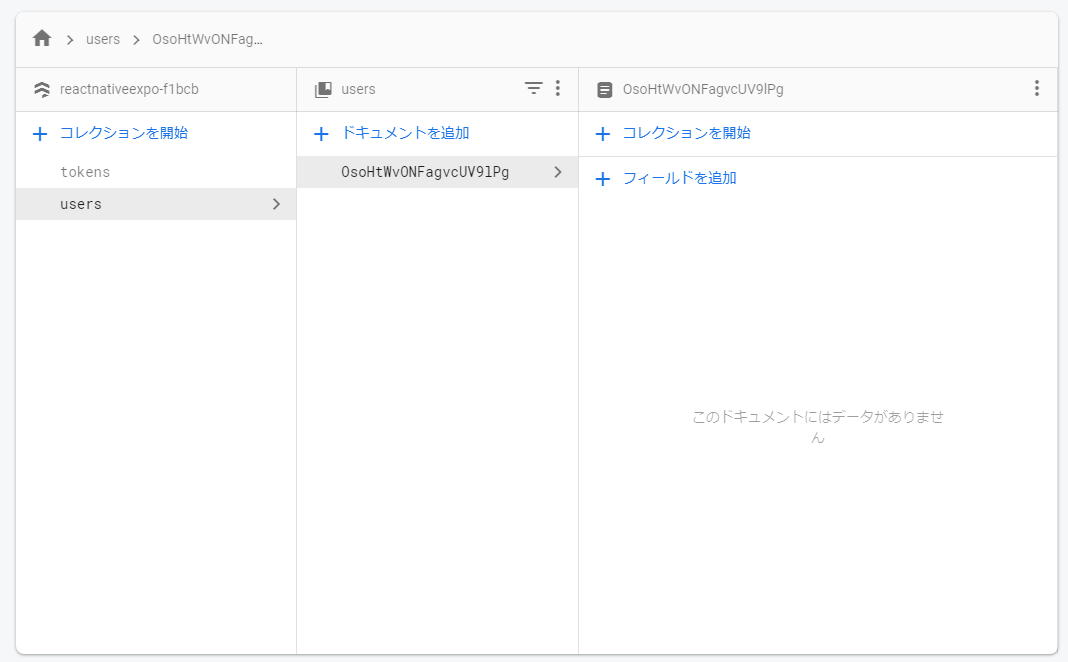 users
OsoHtWvONFag…
reactnativeexpo-f1bcb
コレクションを開始
tokens
users
users
ドキュメントを追加
OsoHtWvONFagvcUV9lPg
OsoHtWvONFagvcUV9lPg
コレクションを開始
フィールドを追加
このドキュメントにはデータがありませ
ん